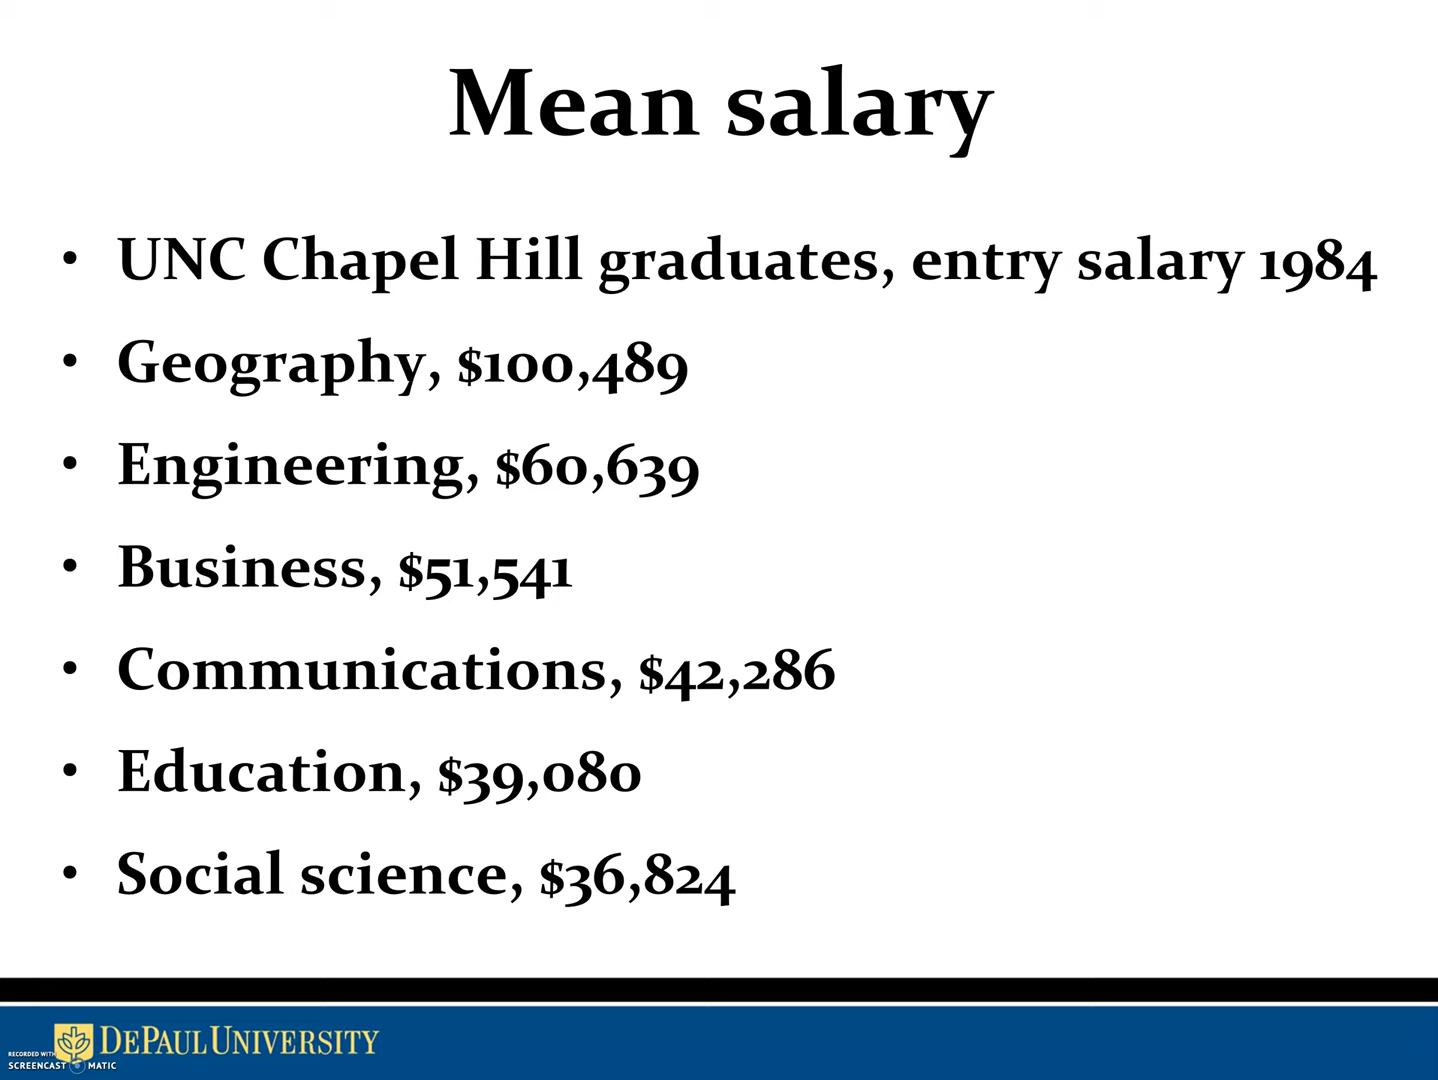 Mean salary
• UNC Chapel Hill graduates, entry salary 1984
• Geography, $100,489
• Engineering, $60,639
• Business, $51,541
• Communications, $42,286
• Education, $39,080
• Social science, $36,824
DEPAUL UNIVERSITY
RECORDED WITH
SCREENCAST MATIC